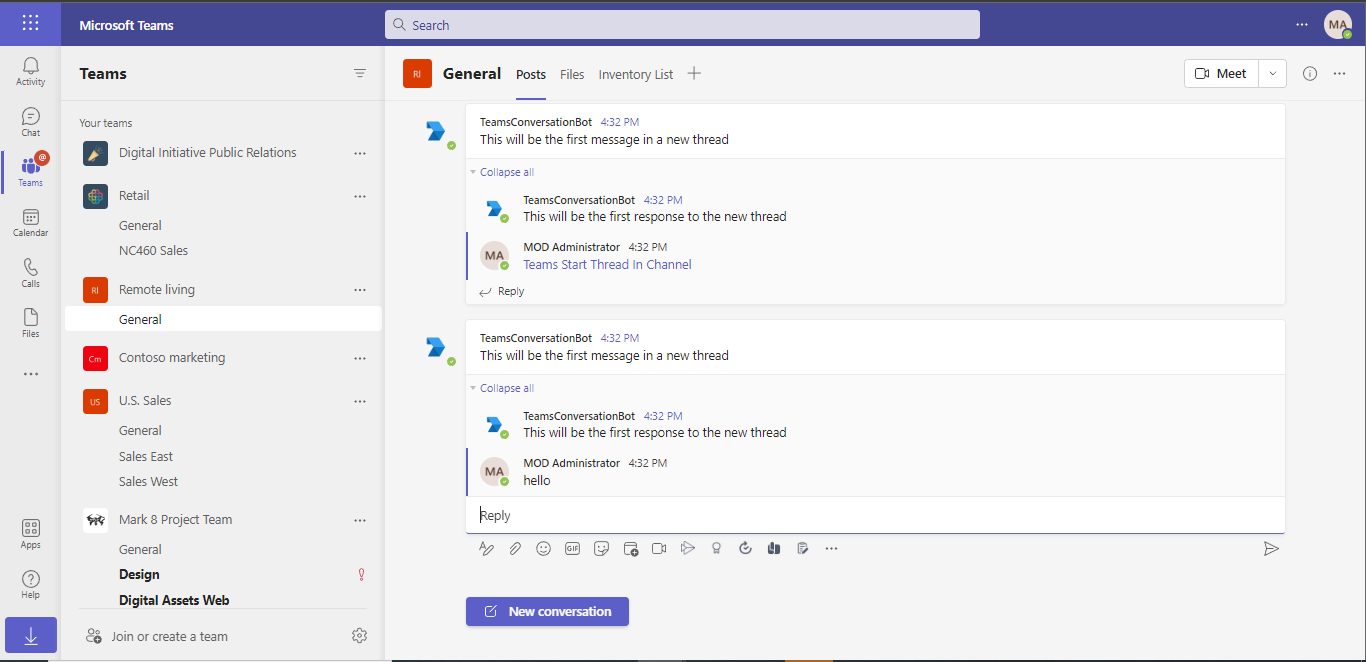 Microsoft Teams
Search
MA
Activity
Chat
@
Teams
Calendar
Calls
Files
Apps
Help
Teams
Your teams
Digital Initiative Public Relations
Retail
General
NC460 Sales
RI
Remote living
General
Cm
Contoso marketing
US
U.S. Sales
General
Sales East
Sales West
Mark 8 Project Team
General
Design
Digital Assets Web
Join or create a team
RI
General
Posts
Files
Inventory List
Meet
TeamsConversationBot 4:32 PM
This will be the first message in a new thread
Collapse all
TeamsConversationBot 4:32 PM
This will be the first response to the new thread
MA
MOD Administrator 4:32 PM
Teams Start Thread In Channel
Reply
TeamsConversationBot 4:32 PM
This will be the first message in a new thread
Collapse all
TeamsConversationBot 4:32 PM
This will be the first response to the new thread
MA
MOD Administrator 4:32 PM
hello
Reply
GIF
New conversation